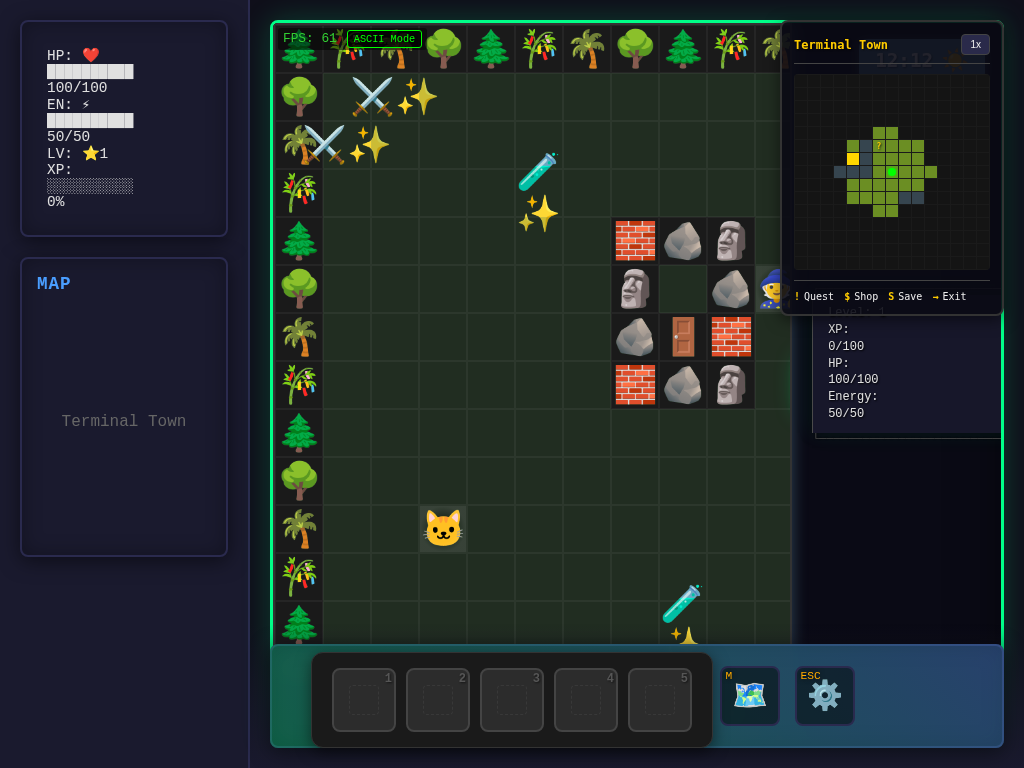 HP: ❤️
██████████
100/100
EN: ⚡
██████████
50/50
LV: ⭐1
XP:
░░░░░░░░░░
0%
MAP
Terminal Town
FPS: 61
ASCII Mode
Terminal Town
1x
12:12
?
! Quest $ Shop S Save → Exit
Level: 1
XP:
0/100
HP:
100/100
Energy:
50/50
1
2
3
4
5
M
ESC